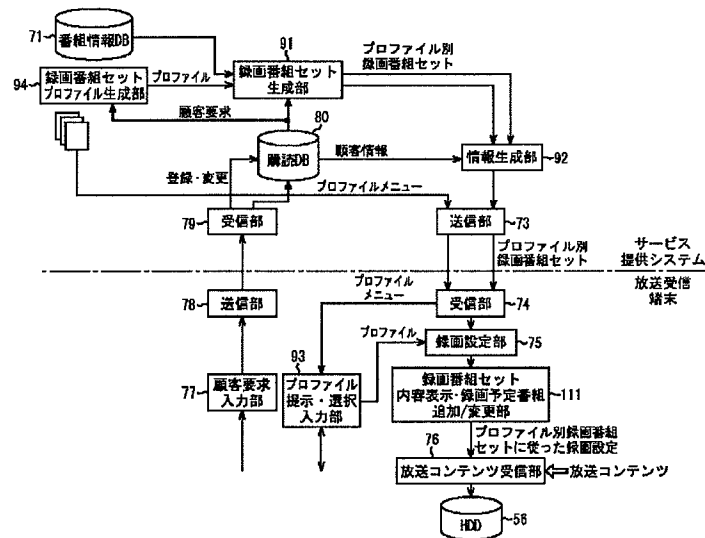 71
番組情報DB
91
録画番組セット
生成部
プロファイル別
録画番組セット
94
録画番組セット
プロファイル生成部
プロファイル
顧客要求
80
購読DB
顧客情報
情報生成部
92
登録・変更
プロファイルメニュー
79
受信部
送信部
73
プロファイル別
録画番組セット
サービス
提供システム
放送受信
端末
78
送信部
プロファイル
メニュー
受信部
74
プロファイル
録画設定部
75
77
顧客要求
入力部
93
プロファイル
提示・選択
入力部
録画番組セット
内容表示・録画予定番組
追加/変更部
111
プロファイル別録画番組
セットに従った録画設定
76
放送コンテンツ受信部
放送コンテンツ
HDD
56